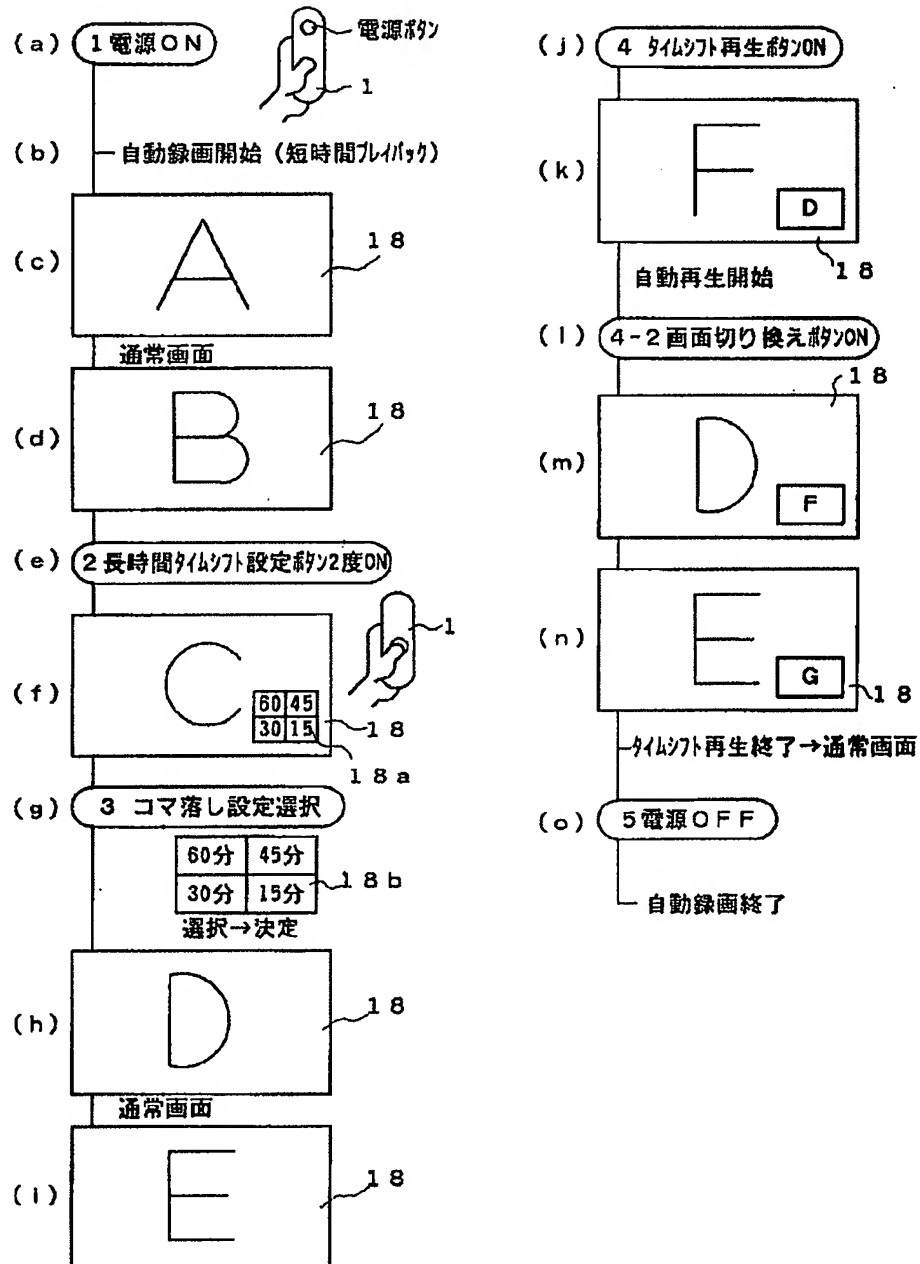 (a) 1電源ON
電源ボタン
1
(b) 自動録画開始（短時間プレイバック）
(c) A 18
通常画面
(d) B 18
(e) 2長時間タイムシフト設定ボタン2度ON
1
(f) C
60 45
30 15
18
18a
(g) 3 コマ落し設定選択
60分 45分
30分 15分
18b
選択→決定
(h) D 18
通常画面
(i) E 18
(j) 4 タイムシフト再生ボタンON
(k) F
D
18
自動再生開始
(l) 4-2画面切り換えボタンON
18
(m) D
F
(n) E
G
18
タイムシフト再生終了→通常画面
(o) 5電源OFF
自動録画終了